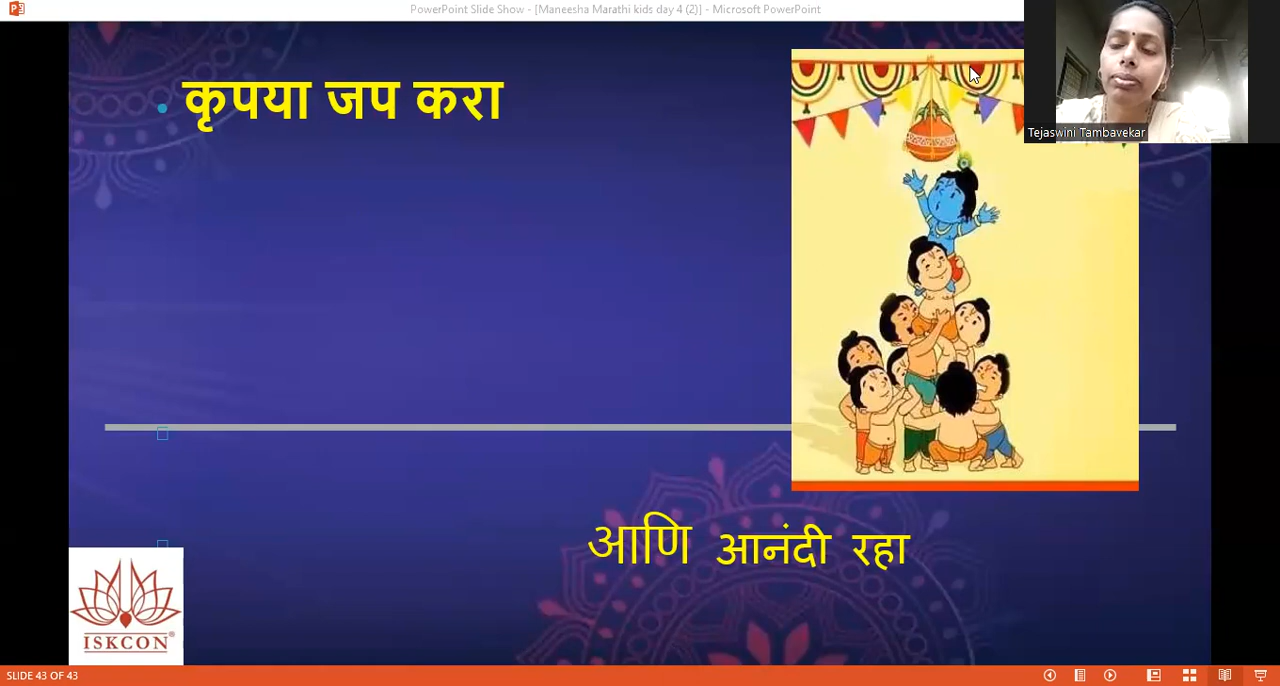 PowerPoint Slide Show - [Maneesha Marathi kids day 4 (2)] - Microsoft PowerPoint
Tejaswini Tambavekar
कृपया जप करा
आणि आनंदी रहा
ISKCON®
SLIDE 43 OF 43